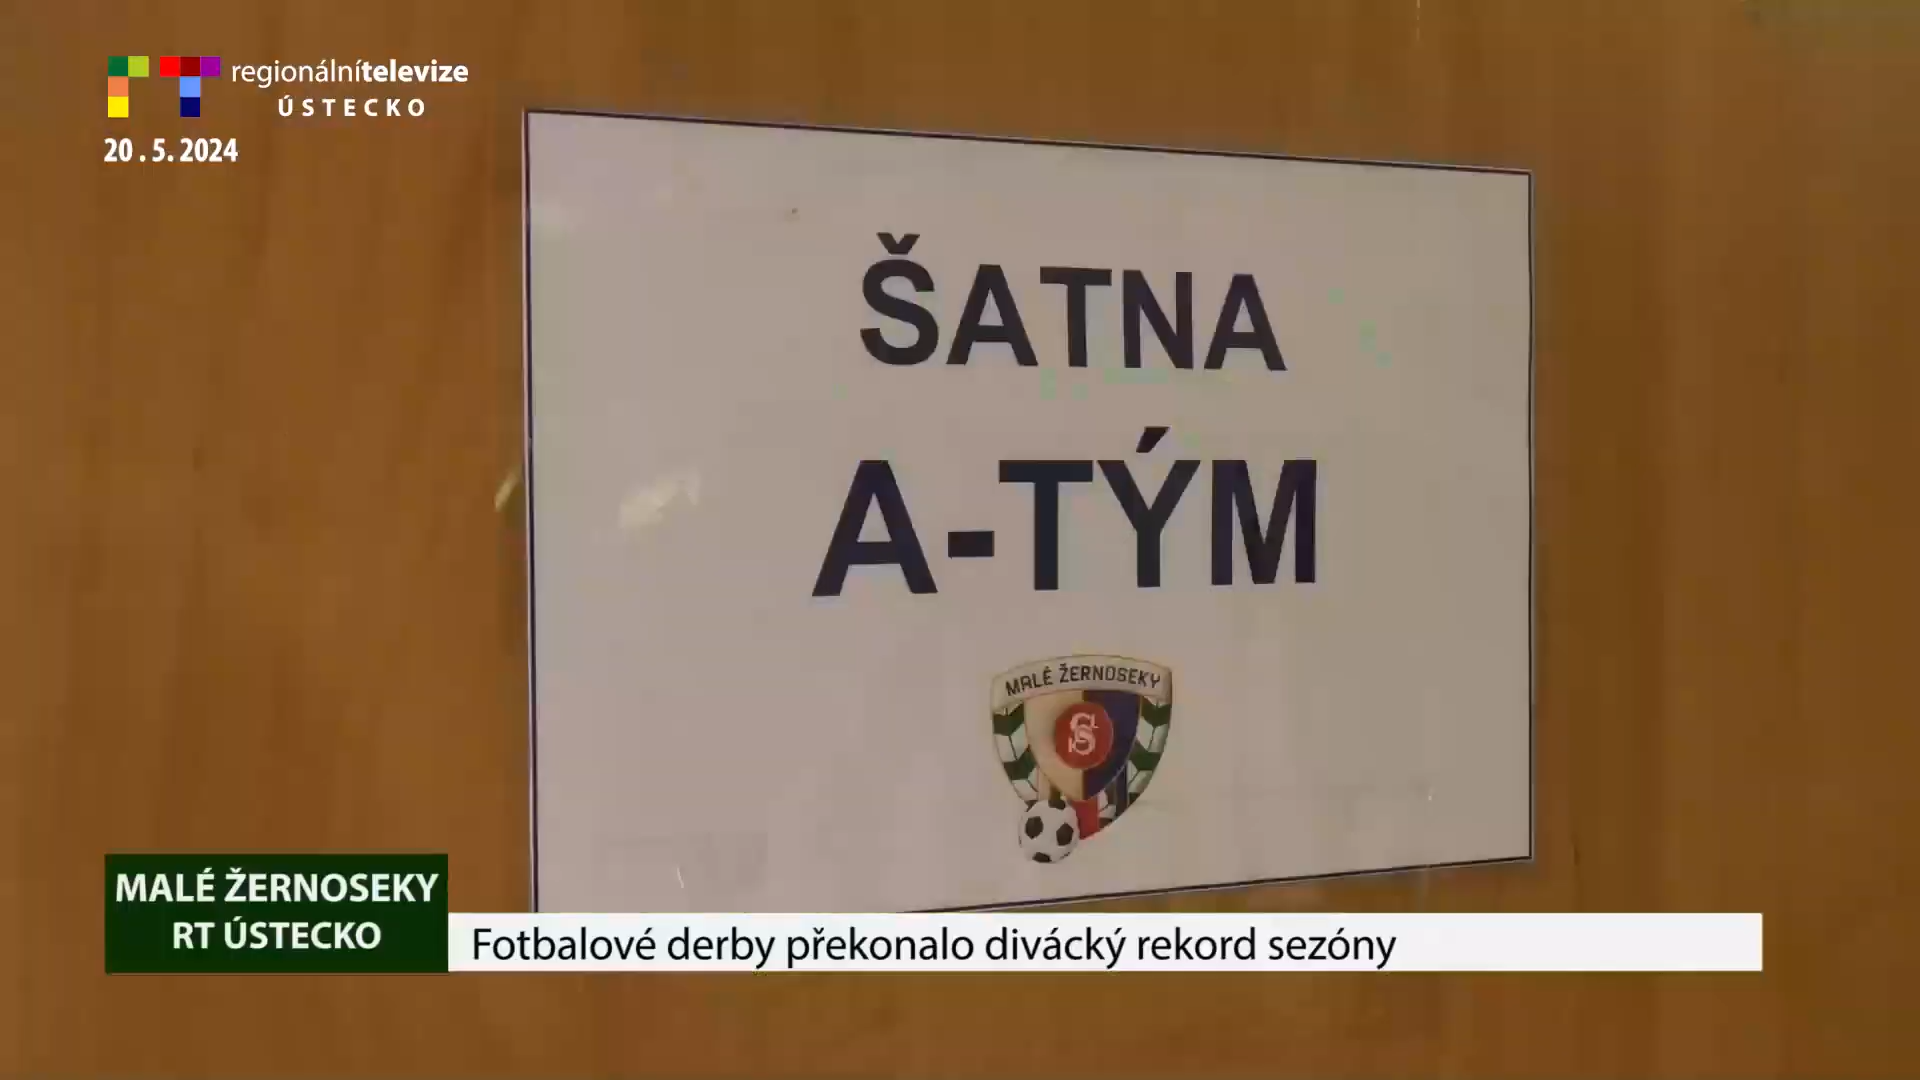 regionálnítelevize
ÚSTECKO
20 . 5. 2024
ŠATNA
A-TÝM
MALÉ ŽERNOSEKY
S
MALÉ ŽERNOSEKY
RT ÚSTECKO
Fotbalové derby překonalo divácký rekord sezóny